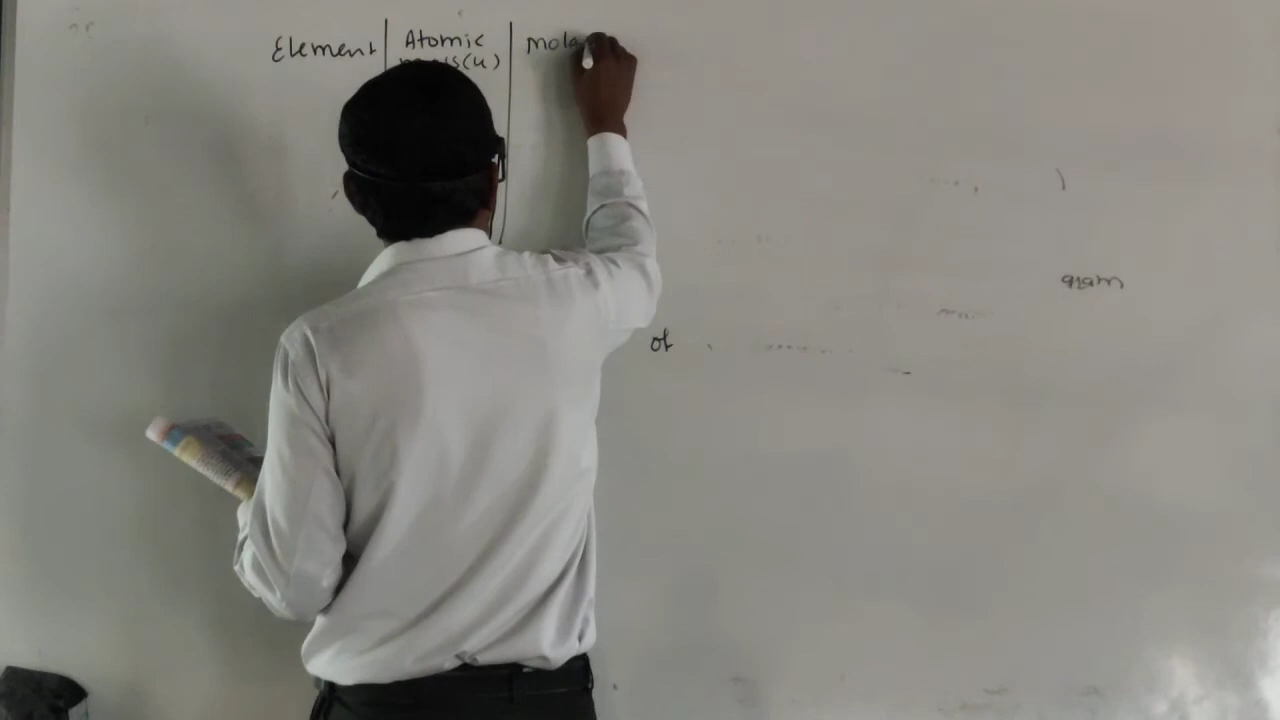 Element | Atomic | Mola
mass(u)
gram
of